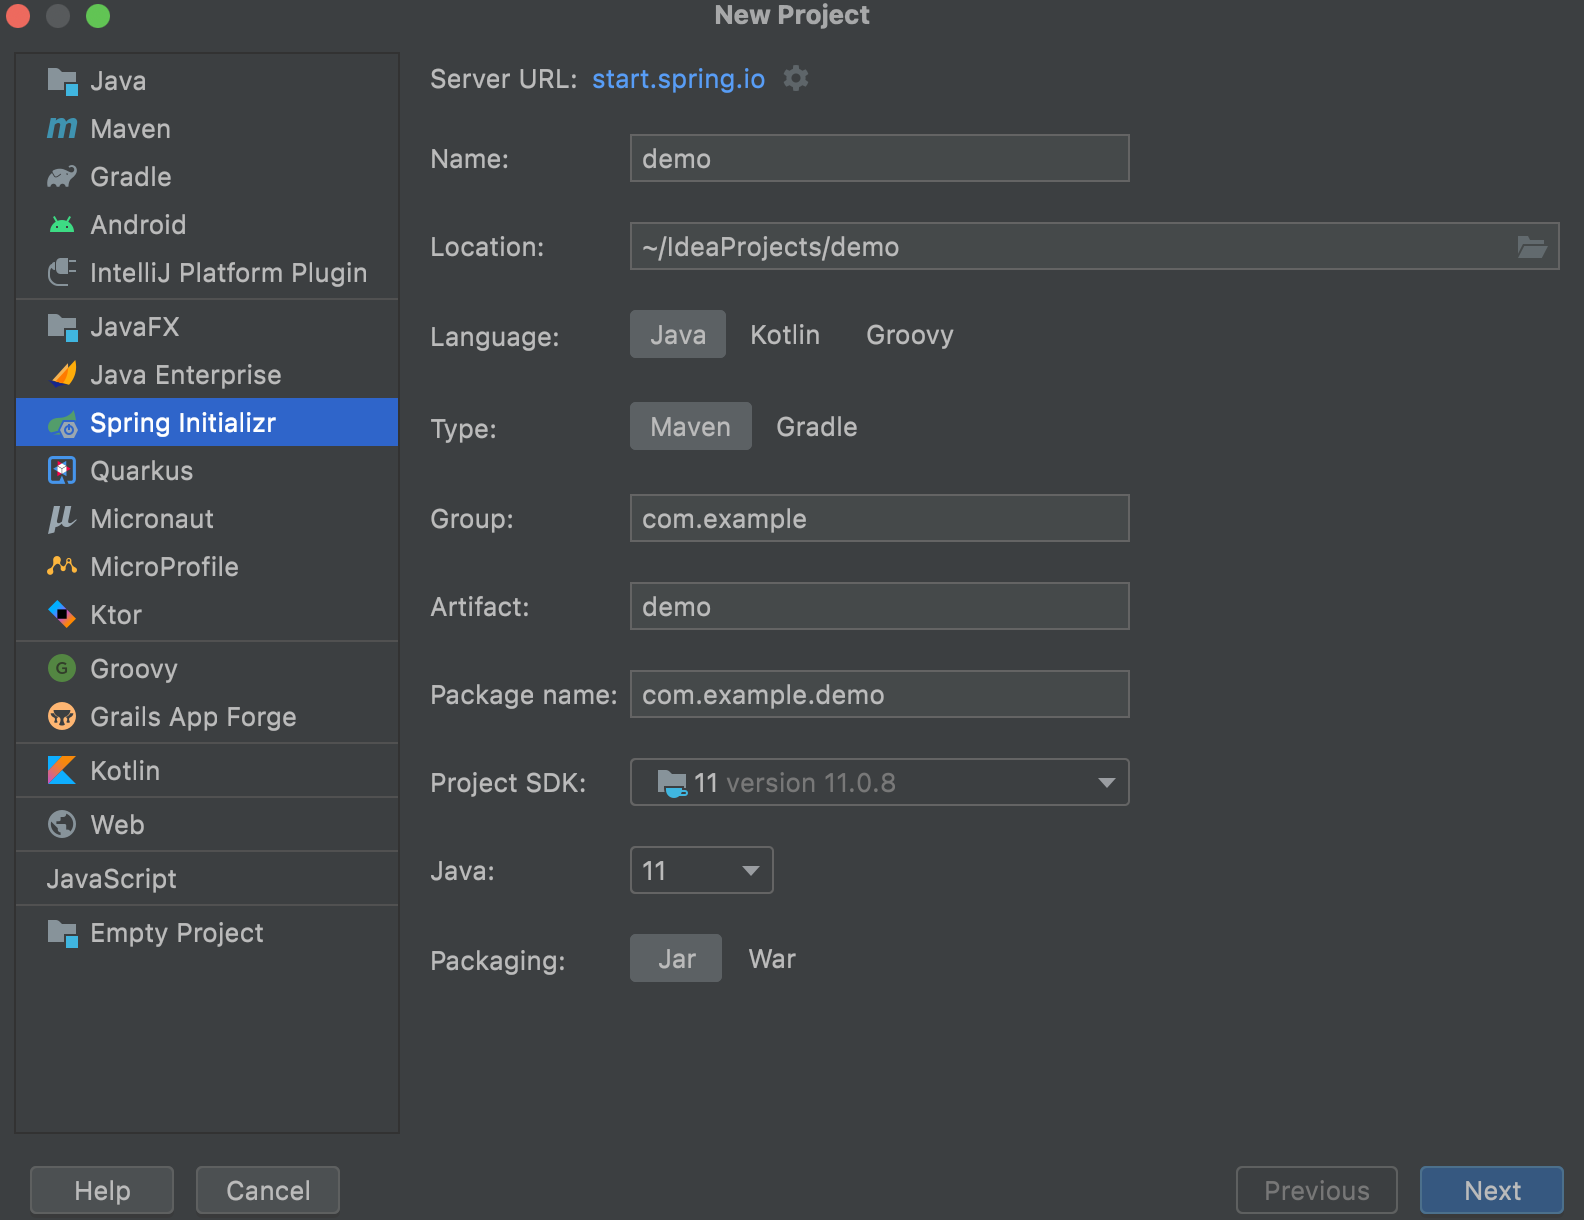 New Project
Java
Maven
Gradle
Android
IntelliJ Platform Plugin
JavaFX
Java Enterprise
Spring Initializr
Quarkus
Micronaut
MicroProfile
Ktor
Groovy
Grails App Forge
Kotlin
Web
JavaScript
Empty Project
Server URL: start.spring.io
Name: demo
Location: ~/IdeaProjects/demo
Language: Java Kotlin Groovy
Type: Maven Gradle
Group: com.example
Artifact: demo
Package name: com.example.demo
Project SDK: 11 version 11.0.8
Java: 11
Packaging: Jar War
Help Cancel Previous Next